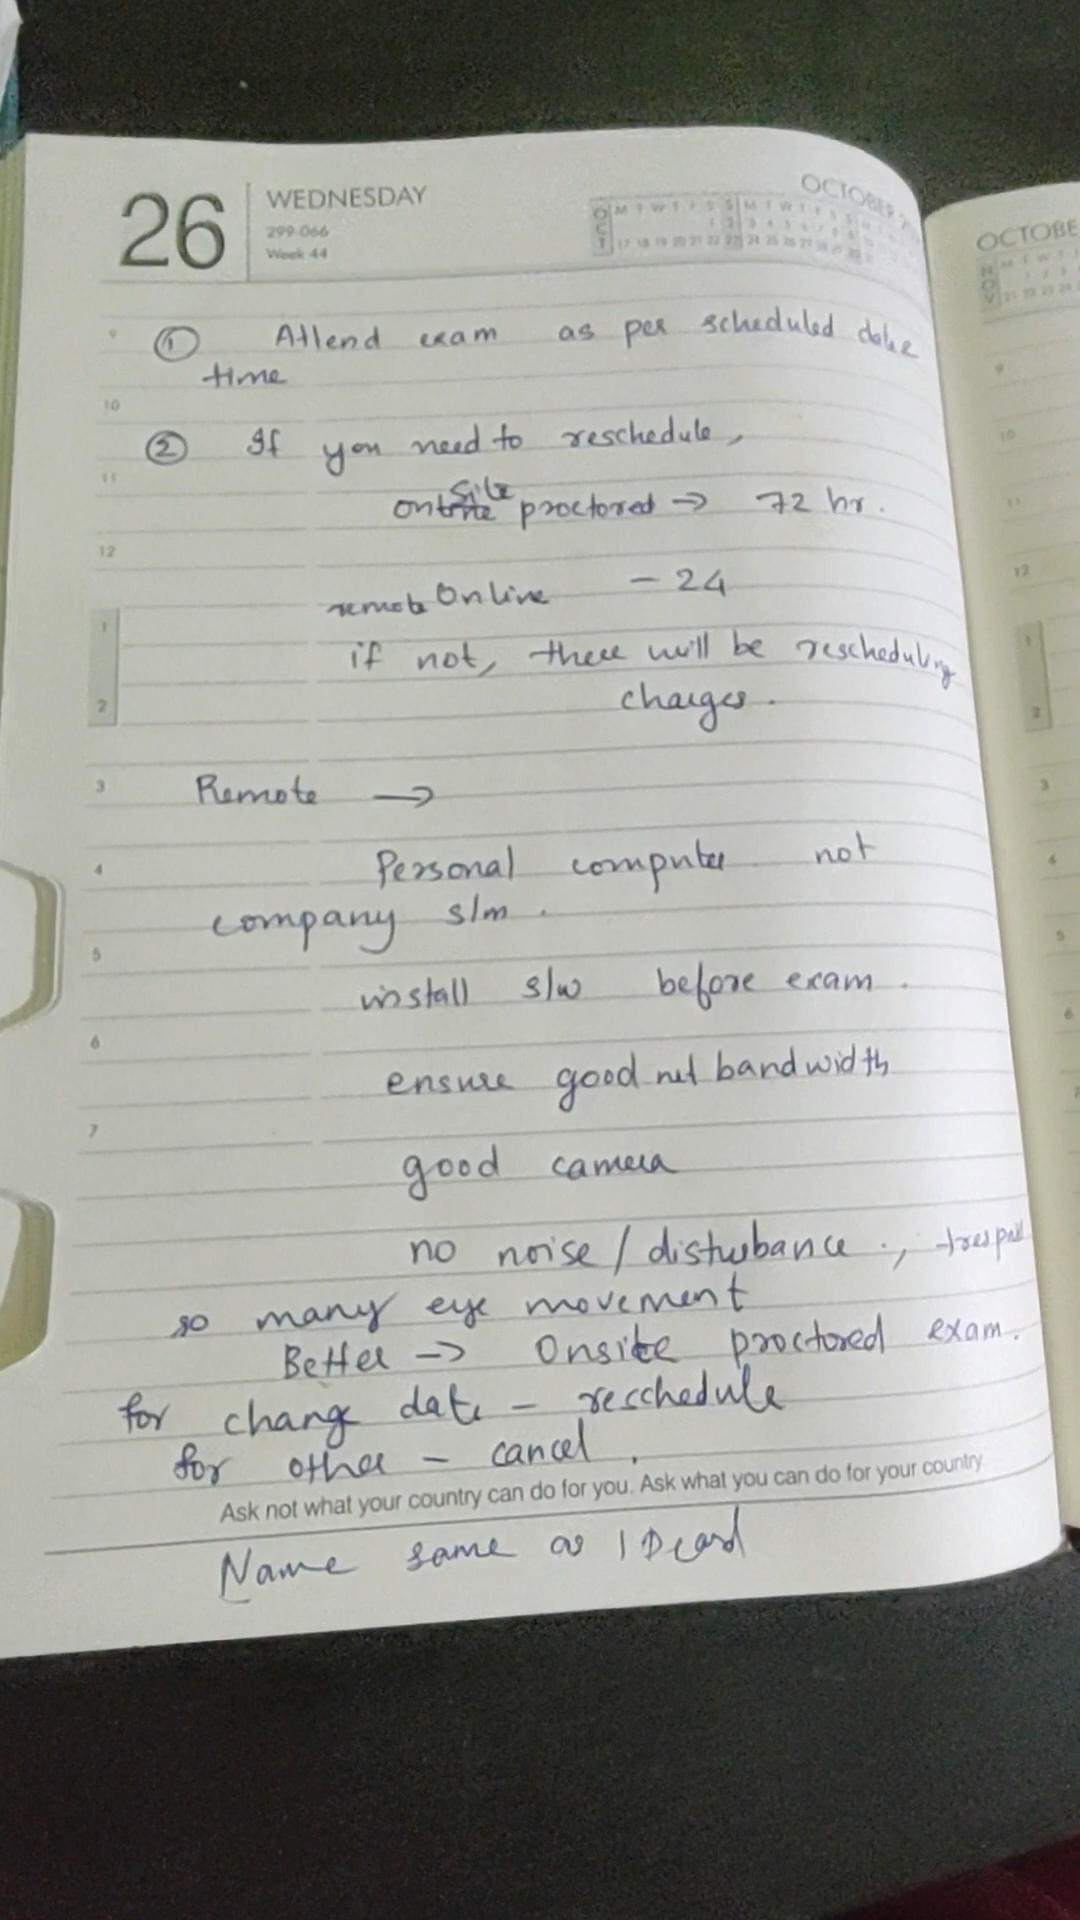 26
WEDNESDAY
299-066
Week 44
OCTOBER
① Attend exam as per scheduled date
time
② If you need to reschedule,
site
proctored → 72 hr.
remote Online - 24
if not, there will be rescheduling
charges.
Remote →
Personal computer not
company s/m.
install s/w before exam.
ensure good net bandwidth
good camera
no noise / disturbance .,
so many eye movement
Better → Onsite proctored exam.
for change date - reschedule
for other - cancel.
Ask not what your country can do for you. Ask what you can do for your country
Name same as ID card
OCTOBE